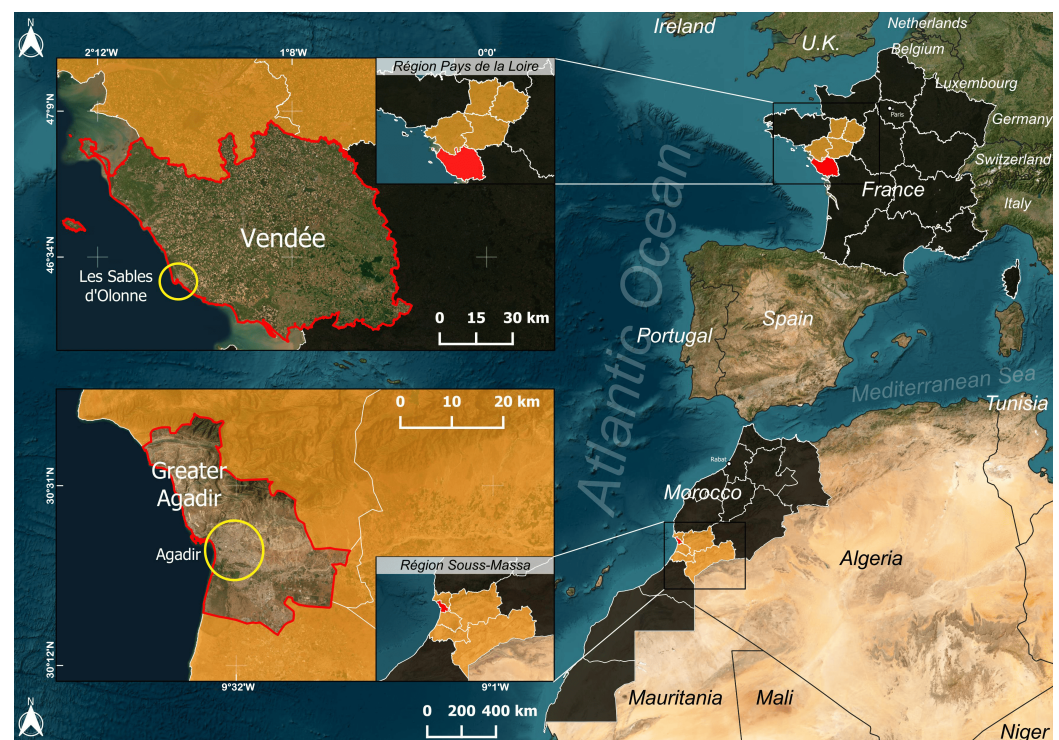 N
2°12'W
1°8'W
0°0'
47°9'N
46°34'N
Région Pays de la Loire
Vendée
Les Sables
d'Olonne
0 15 30 km
0 10 20 km
Greater
Agadir
30°31'N
Agadir
Région Souss-Massa
30°12'N
9°32'W
9°1'W
N
0 200 400 km
Ireland
U.K.
Netherlands
Belgium
Luxembourg
Paris
Germany
Switzerland
France
Italy
Atlantic Ocean
Portugal
Spain
Mediterranean Sea
Tunisia
Rabat
Morocco
Algeria
Mauritania
Mali
Niger